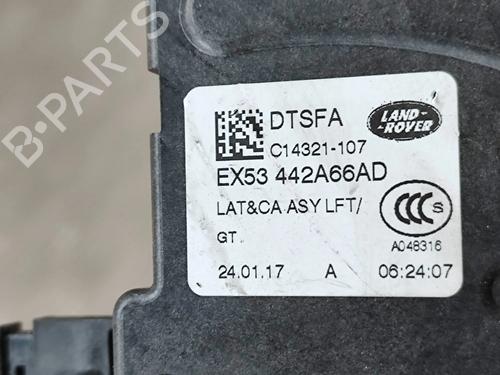 B-PARTS
DTSFA
LAND-
-ROVER
C14321-107
EX53 442A66AD
LAT&CA ASY LFT/
GT
CCC S
A048316
24.01.17 A 06:24:07